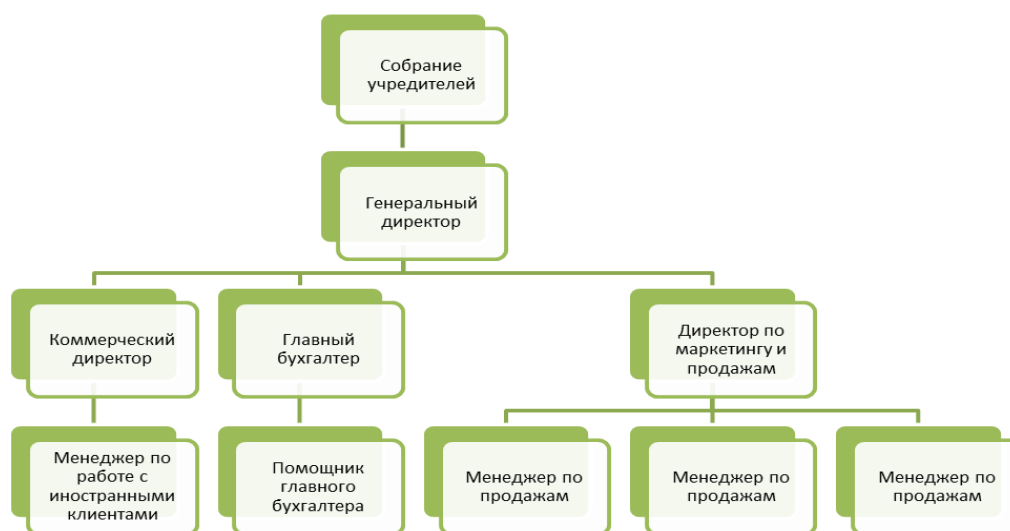 Собрание
учредителей
Генеральный
директор
Коммерческий
директор
Главный
бухгалтер
Директор по
маркетингу и
продажам
Менеджер по
работе с
иностранными
клиентами
Помощник
главного
бухгалтера
Менеджер по
продажам
Менеджер по
продажам
Менеджер по
продажам